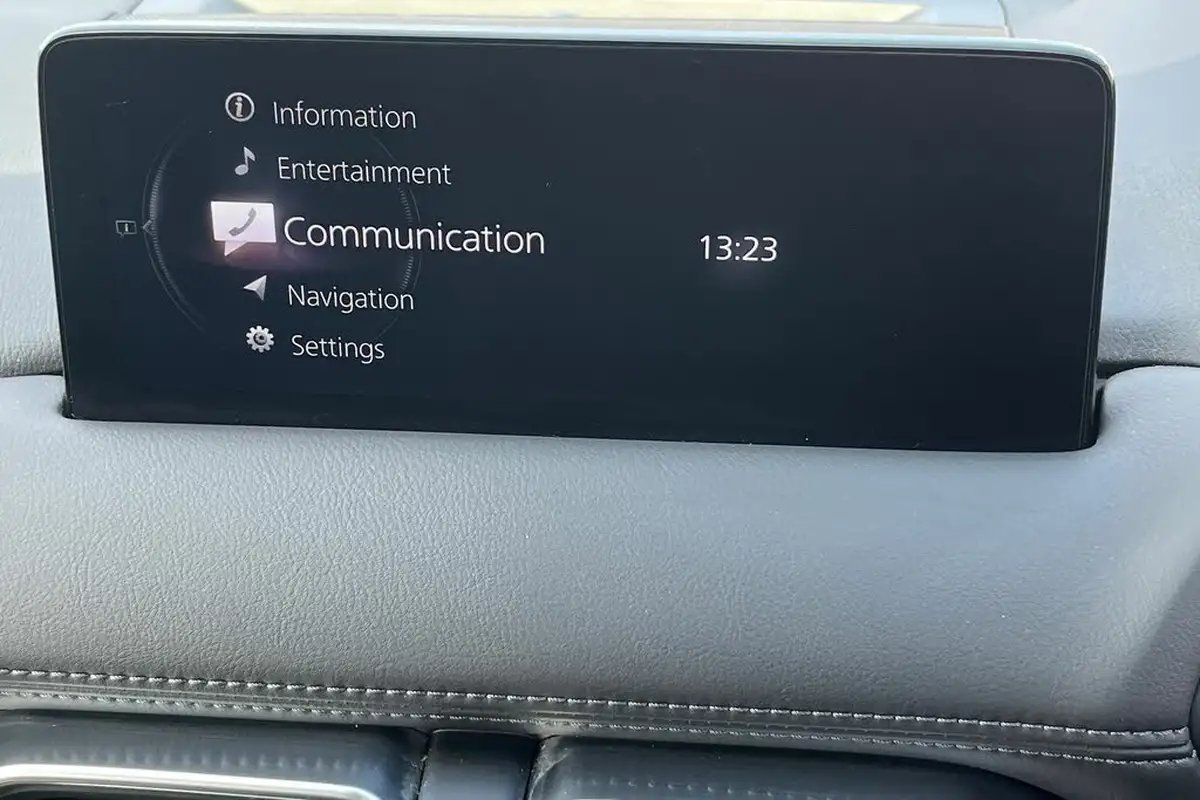 Information
Entertainment
Communication
13:23
Navigation
Settings